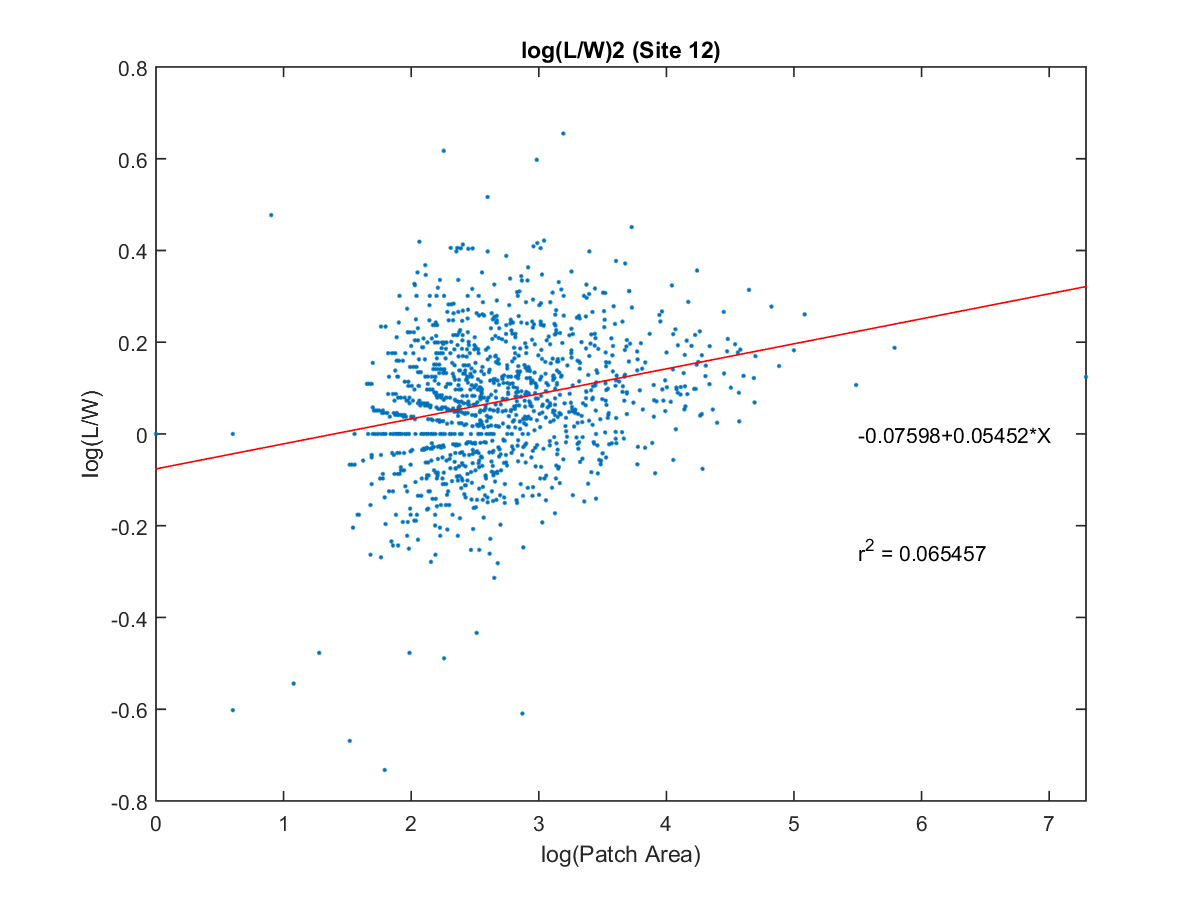 log(L/W)2 (Site 12)
0.8
0.6
0.4
0.2
0
-0.2
-0.4
-0.6
-0.8
log(L/W)
-0.07598+0.05452*X
r² = 0.065457
0 1 2 3 4 5 6 7
log(Patch Area)